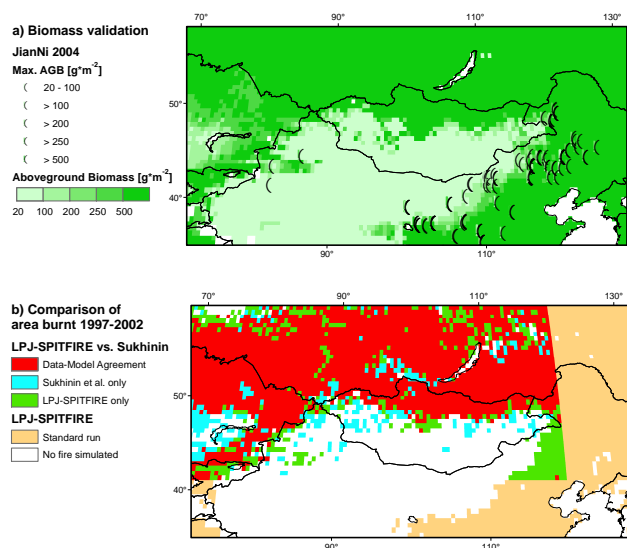 a) Biomass validation
JianNi 2004
Max. AGB [g*m-2]
20 - 100
> 100
> 200
> 250
> 500
Aboveground Biomass [g*m-2]
20 100 200 250 500
70° 110° 130°
50°
40°
90° 110°
b) Comparison of
area burnt 1997-2002
LPJ-SPITFIRE vs. Sukhinin
Data-Model Agreement
Sukhinin et al. only
LPJ-SPITFIRE only
LPJ-SPITFIRE
Standard run
No fire simulated
70° 90° 110° 130°
50°
40°
90° 110°